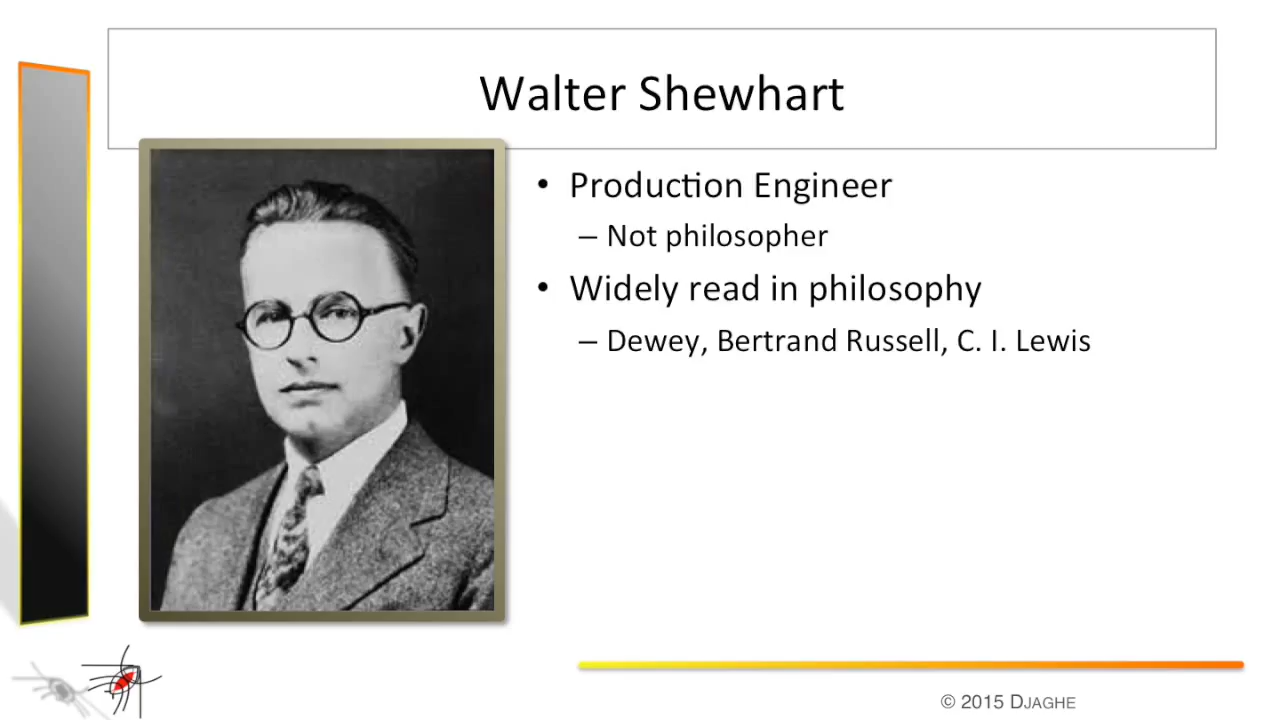 Walter Shewhart
• Production Engineer
– Not philosopher
• Widely read in philosophy
– Dewey, Bertrand Russell, C. I. Lewis
© 2015 DJAGHE